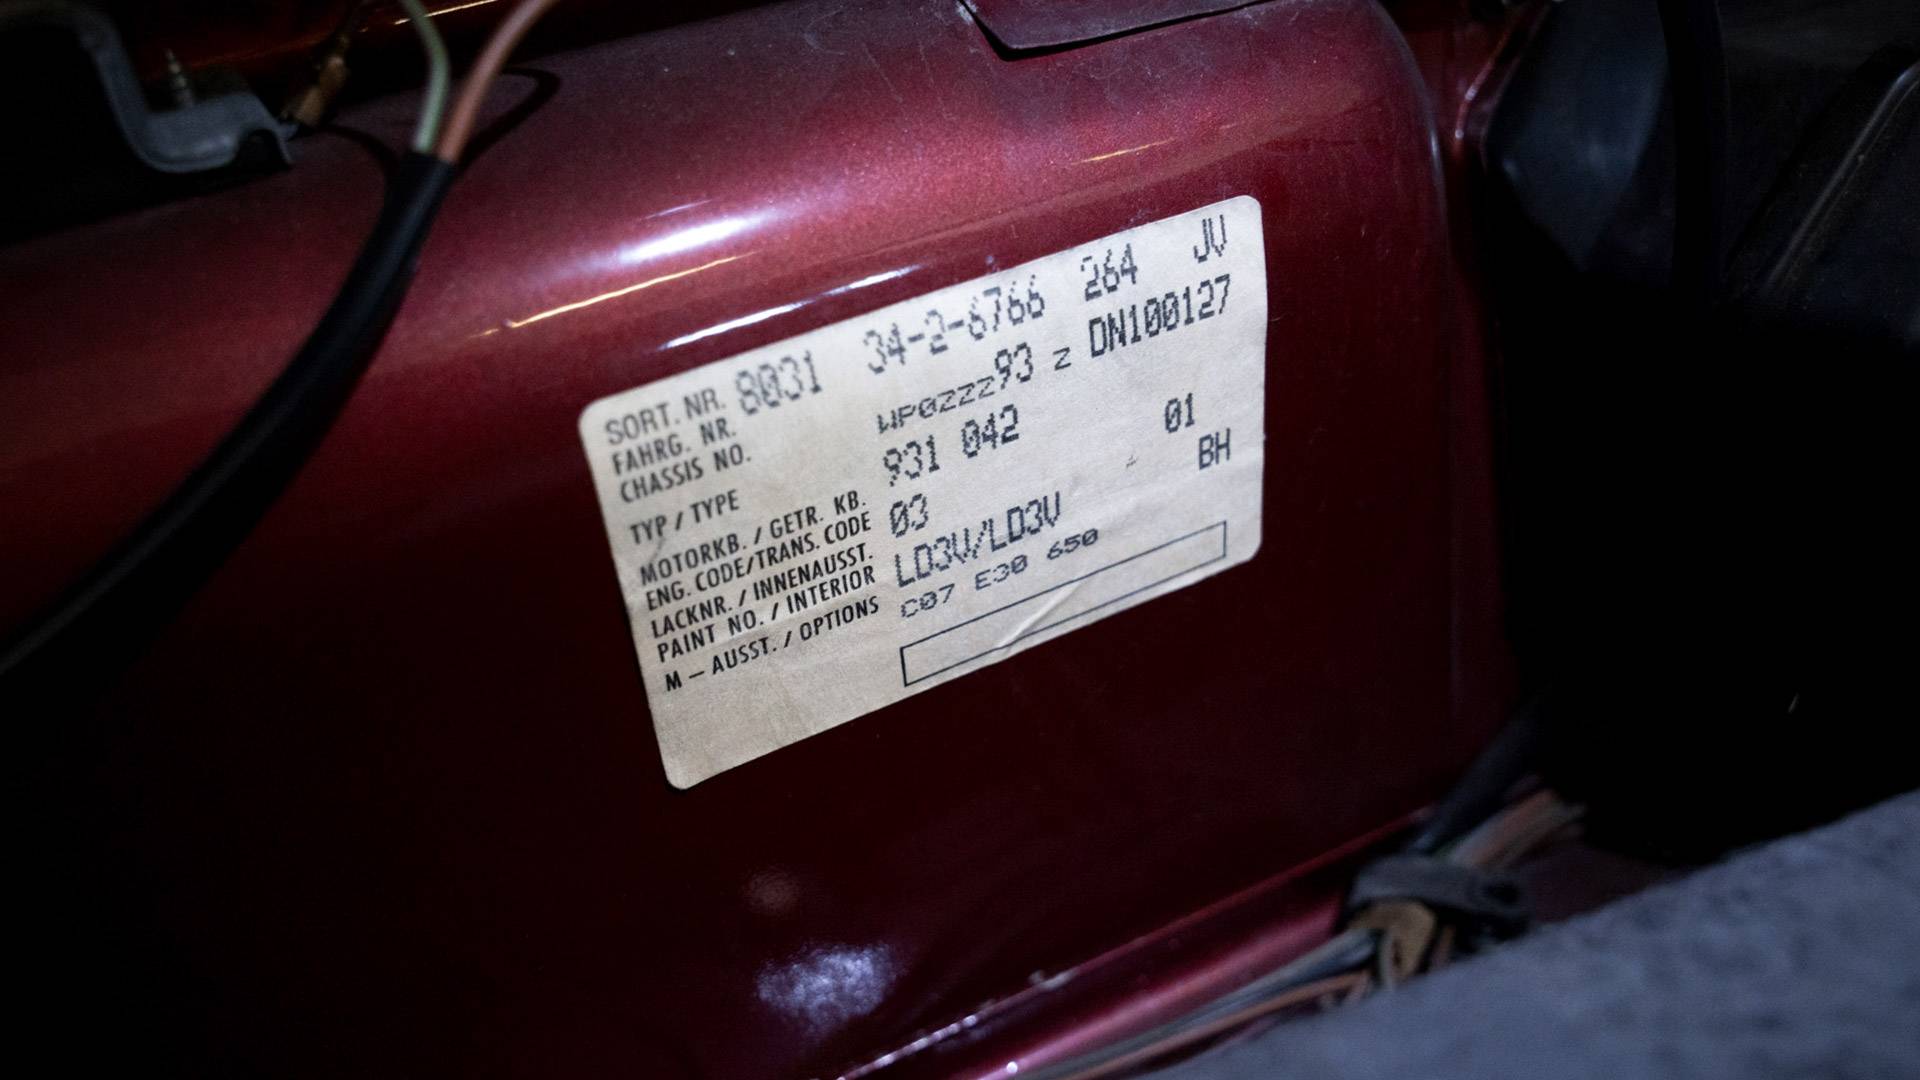 SORT. NR. 8031 34-2-6766 264 JV
FAHRG. NR.
CHASSIS NO. WP0ZZZ93 Z DN100127
TYP / TYPE 931 042 01
MOTORKB. / GETR. KB.
ENG. CODE/TRANS. CODE 03 BH
LACKNR. / INNENAUSST.
PAINT NO. / INTERIOR LD3V/LD3V
M – AUSST. / OPTIONS C07 E30 650